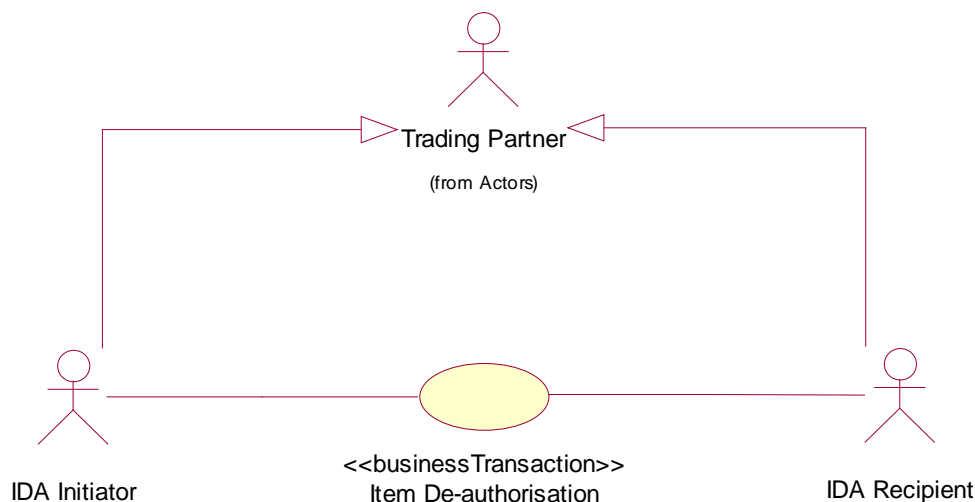 Trading Partner
(from Actors)
<<businessTransaction>>
IDA Initiator
Item De-authorisation
IDA Recipient